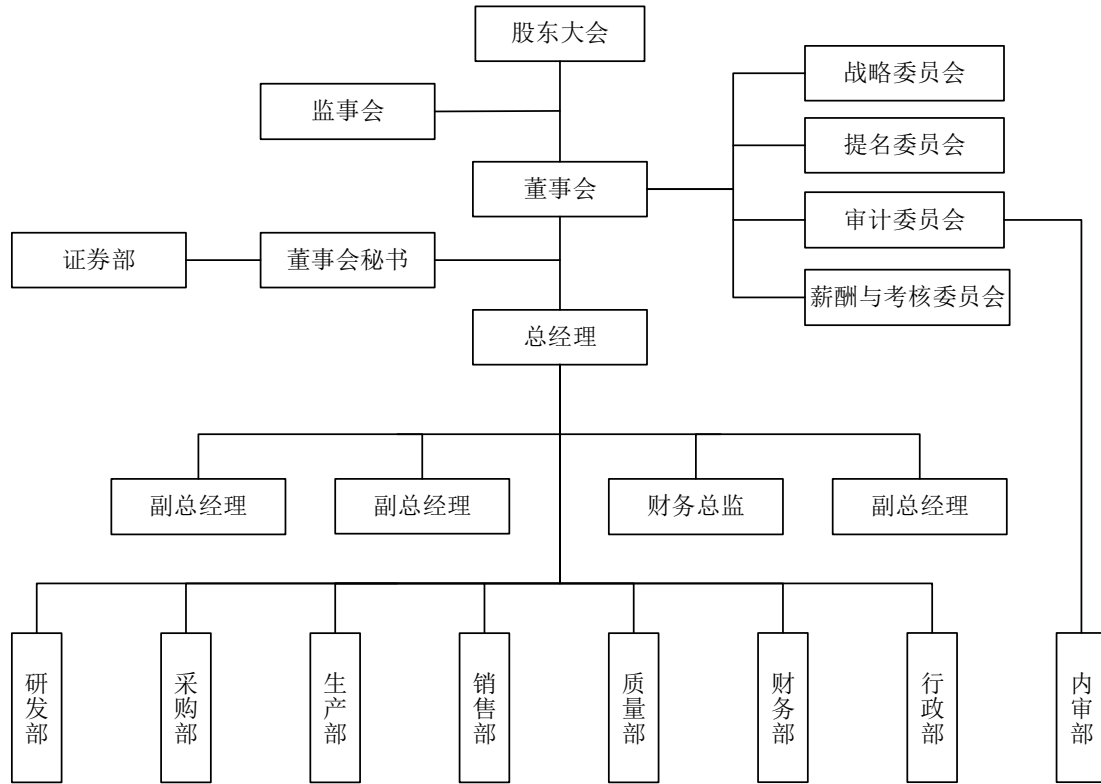 股东大会
战略委员会
监事会
提名委员会
董事会
审计委员会
证券部
董事会秘书
薪酬与考核委员会
总经理
副总经理
副总经理
财务总监
副总经理
研发部
采购部
生产部
销售部
质量部
财务部
行政部
内审部